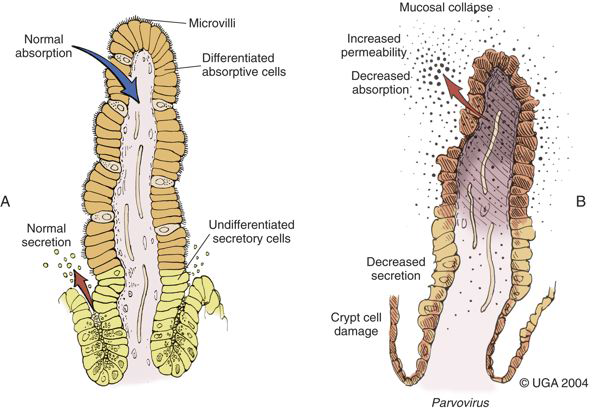 Microvilli
Normal
absorption
Differentiated
absorptive cells
A
Normal
secretion
Undifferentiated
secretory cells
Mucosal collapse
Increased
permeability
Decreased
absorption
B
Decreased
secretion
Crypt cell
damage
© UGA 2004
Parvovirus